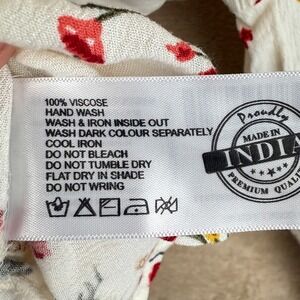 100% VISCOSE
HAND WASH
WASH & IRON INSIDE OUT
WASH DARK COLOUR SEPARATELY
COOL IRON
DO NOT BLEACH
DO NOT TUMBLE DRY
FLAT DRY IN SHADE
DO NOT WRING
Proudly
MADE IN
INDIA
PREMIUM QUALI